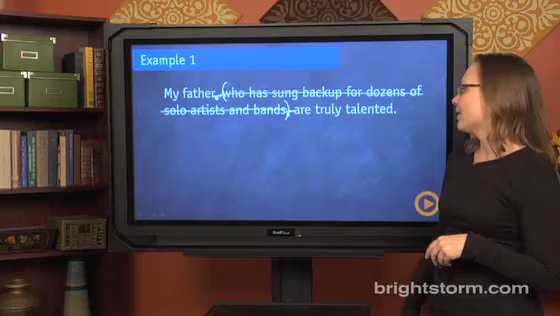 Example 1
My father, (who has sung backup for dozens of
solo artists and bands), are truly talented.
brightstorm.com